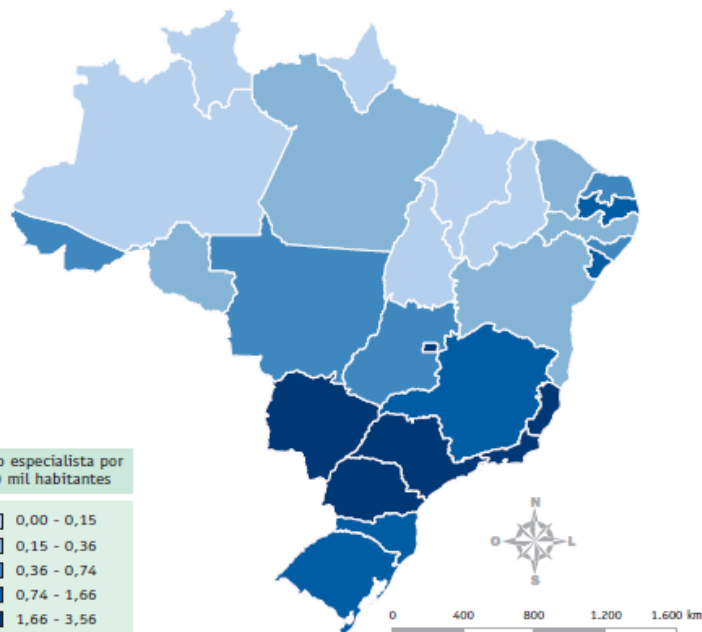 o especialista por
mil habitantes
0,00 - 0,15
0,15 - 0,36
0,36 - 0,74
0,74 - 1,66
1,66 - 3,56
N
O
L
S
0 400 800 1.200 1.600 km